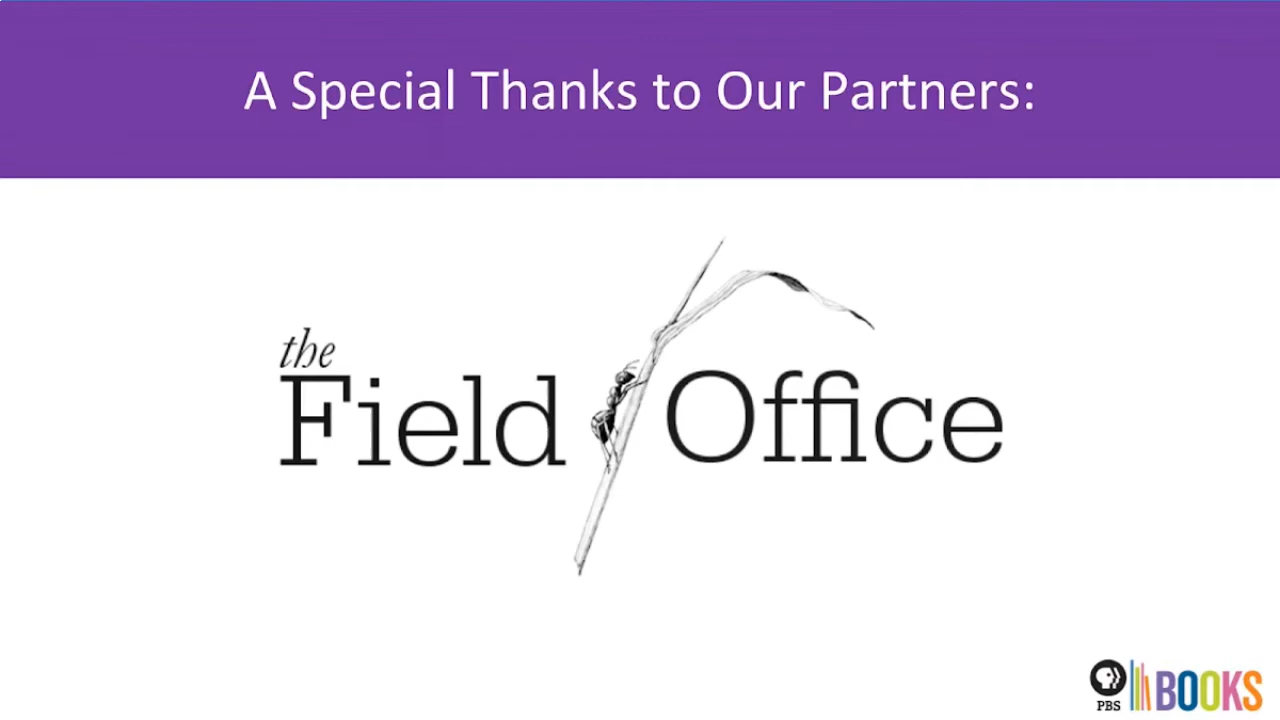 A Special Thanks to Our Partners:
the
Field Office
PBS BOOKS